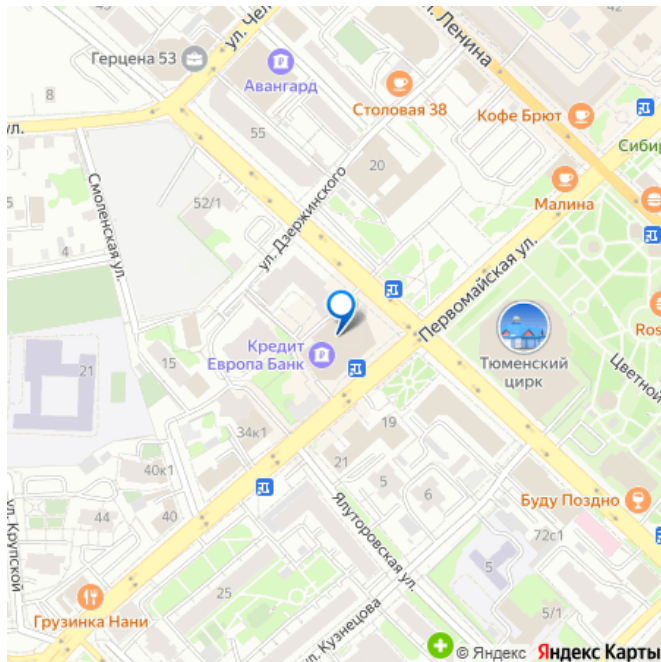 ул. Чел
л. Ленина
Герцена 53
Авангард
Столовая 38
Кофе Брют
8
ул.
55
20
Сибир
Малина
52/1
Смоленская ул.
ул. Дзержинского
4
Первомайская ул.
Ros
Кредит
Европа Банк
Тюменский
цирк
Цветной
15
21
19
34к1
21
40к1
5
6
Буду Поздно
44
40
ул. Крупской
Ялуторовская ул.
72с1
5
25
Грузинка Нани
ул. Кузнецова
5/1
© Яндекс Яндекс Карты